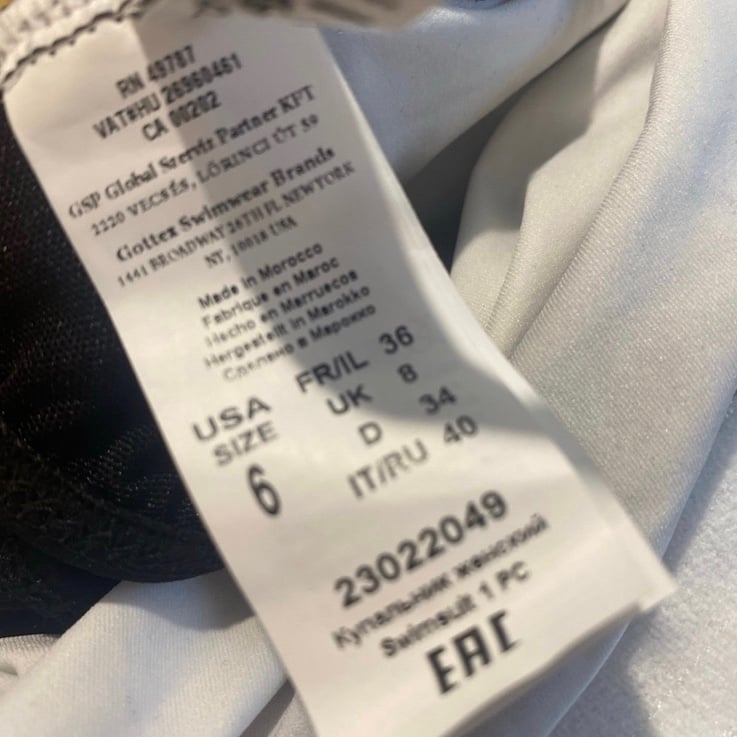 RN 49787
VAT#HU 26960461
CA 00202
GSP Global Szerviz Partner KFT
2220 VECSÉS, LŐRINCI ÚT 59
Gottex Swimwear Brands
1441 BROADWAY 26TH FL NEWYORK
NY, 10018 USA
Made in Morocco
Fabrique en Maroc
Hecho en Marruecos
Hergestellt in Marokko
Сделано в Марокко
USA SIZE 6
FR/IL 36
UK 8
D 34
IT/RU 40
23022049
Купальник женский
Swimsuit 1 PC
EAC